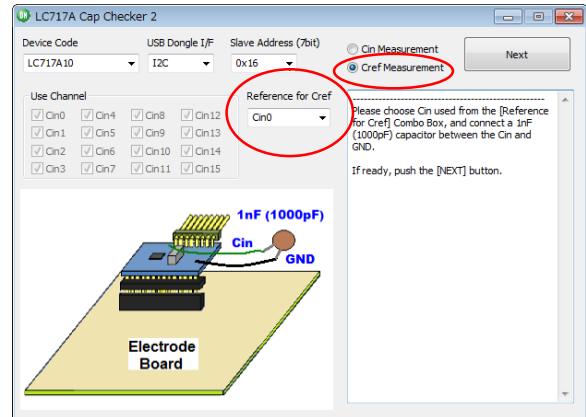 ON LC717A Cap Checker 2
Device Code USB Dongle I/F Slave Address (7bit)
LC717A10 I2C 0x16
Cin Measurement
Cref Measurement
Next
Use Channel
Cin0 Cin4 Cin8 Cin12
Cin1 Cin5 Cin9 Cin13
Cin2 Cin6 Cin10 Cin14
Cin3 Cin7 Cin11 Cin15
Reference for Cref
Cin0
----------------------------------------------------
Please choose Cin used from the [Reference
for Cref] Combo Box, and connect a 1nF
(1000pF) capacitor between the Cin and
GND.
If ready, push the [NEXT] button.
1nF (1000pF)
Cin
GND
Electrode
Board